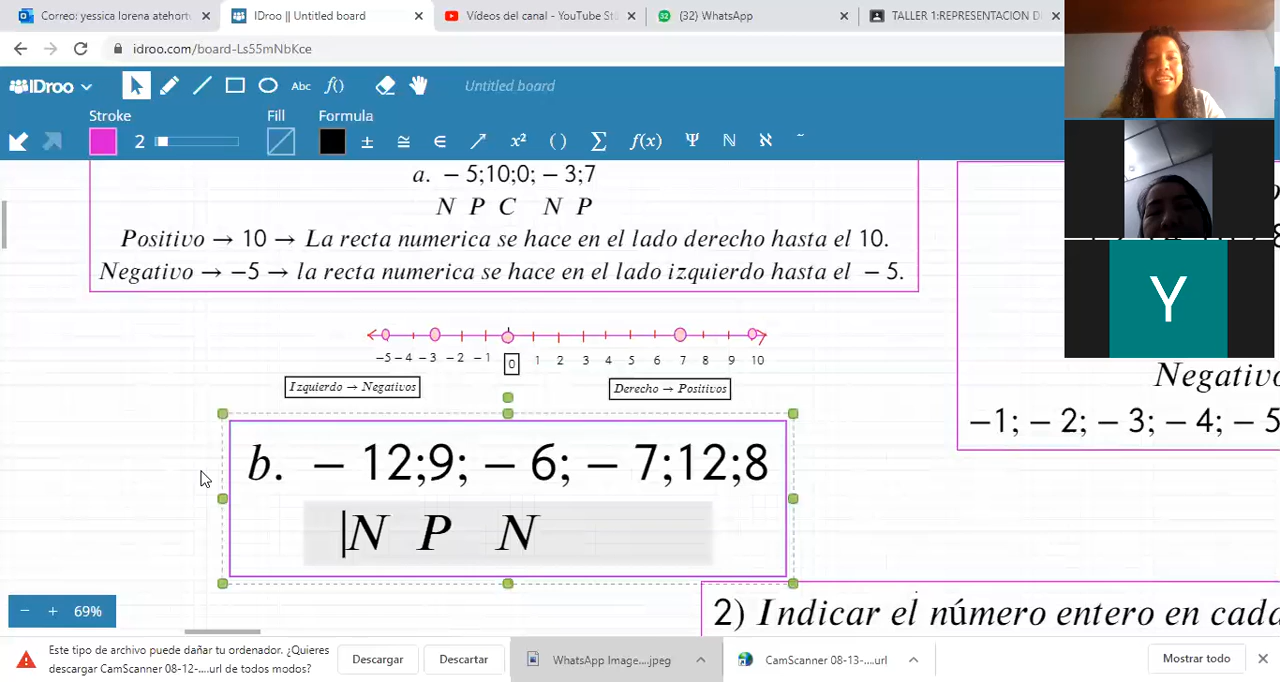 Correo: yessica lorena atehort
IDroo || Untitled board
Vídeos del canal - YouTube St
(32) WhatsApp
TALLER 1:REPRESENTACION D
idroo.com/board-Ls55mNbKce
IDroo
Abc
f()
Untitled board
Stroke
Fill
Formula
2
± ≅ ∈ ↗ x² ( ) ∑ f(x) Ψ ℕ ℵ ~
a. − 5;10;0; − 3;7
N P C N P
Positivo → 10 → La recta numerica se hace en el lado derecho hasta el 10.
Negativo → −5 → la recta numerica se hace en el lado izquierdo hasta el − 5.
−5 −4 −3 −2 −1 0 1 2 3 4 5 6 7 8 9 10
Izquierdo → Negativos
Derecho → Positivos
b. − 12;9; − 6; − 7;12;8
N P N
Y
Negativo
−1; − 2; − 3; − 4; − 5
2) Indicar el número entero en cada
− + 69%
Este tipo de archivo puede dañar tu ordenador. ¿Quieres
descargar CamScanner 08-12-....url de todos modos?
Descargar
Descartar
WhatsApp Image....jpeg
CamScanner 08-13-....url
Mostrar todo